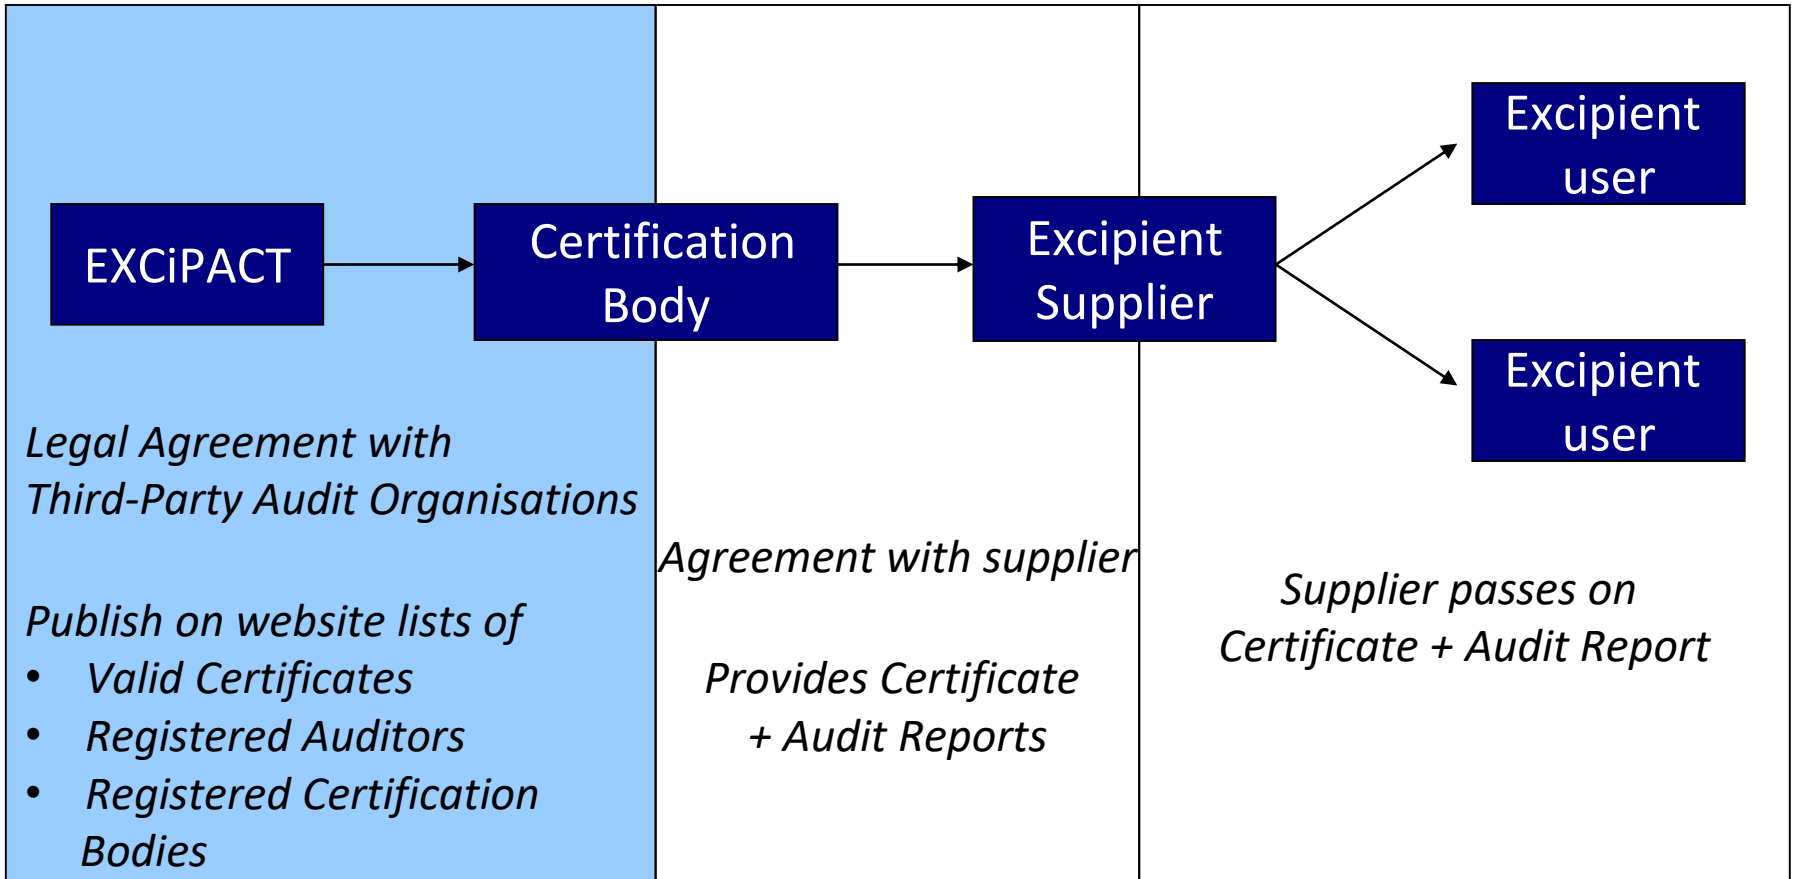 EXCiPACT
Certification
Body
Excipient
Supplier
Excipient
user
Excipient
user
Legal Agreement with
Third-Party Audit Organisations
Publish on website lists of
• Valid Certificates
• Registered Auditors
• Registered Certification
Bodies
Agreement with supplier
Provides Certificate
+ Audit Reports
Supplier passes on
Certificate + Audit Report